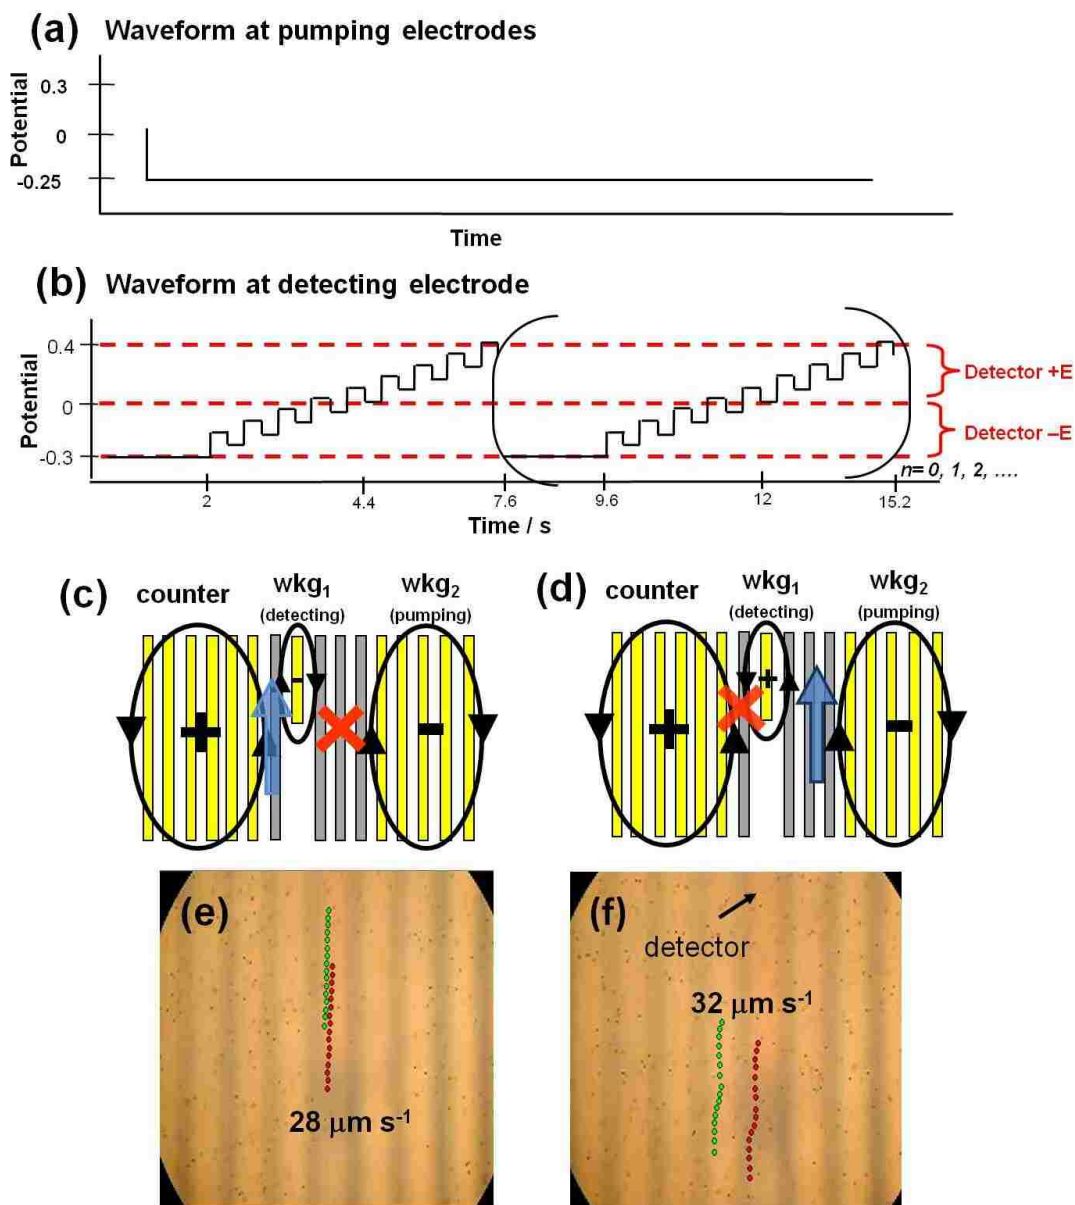 (a) Waveform at pumping electrodes
Potential
0.3
0
-0.25
Time
(b) Waveform at detecting electrode
Potential
0.4
0
-0.3
Detector +E
Detector –E
n= 0, 1, 2, ....
2
4.4
7.6
9.6
12
15.2
Time / s
(c)
counter
wkg1
(detecting)
wkg2
(pumping)
+
-
-
(d)
counter
wkg1
(detecting)
wkg2
(pumping)
+
+
-
(e)
28 μm s-1
(f)
detector
32 μm s-1